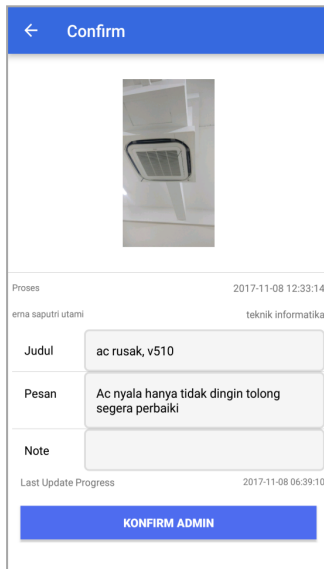 Confirm
Proses 2017-11-08 12:33:14
erna saputri utami teknik informatika
Judul ac rusak, v510
Pesan Ac nyala hanya tidak dingin tolong
segera perbaiki
Note
Last Update Progress 2017-11-08 06:39:10
KONFIRM ADMIN